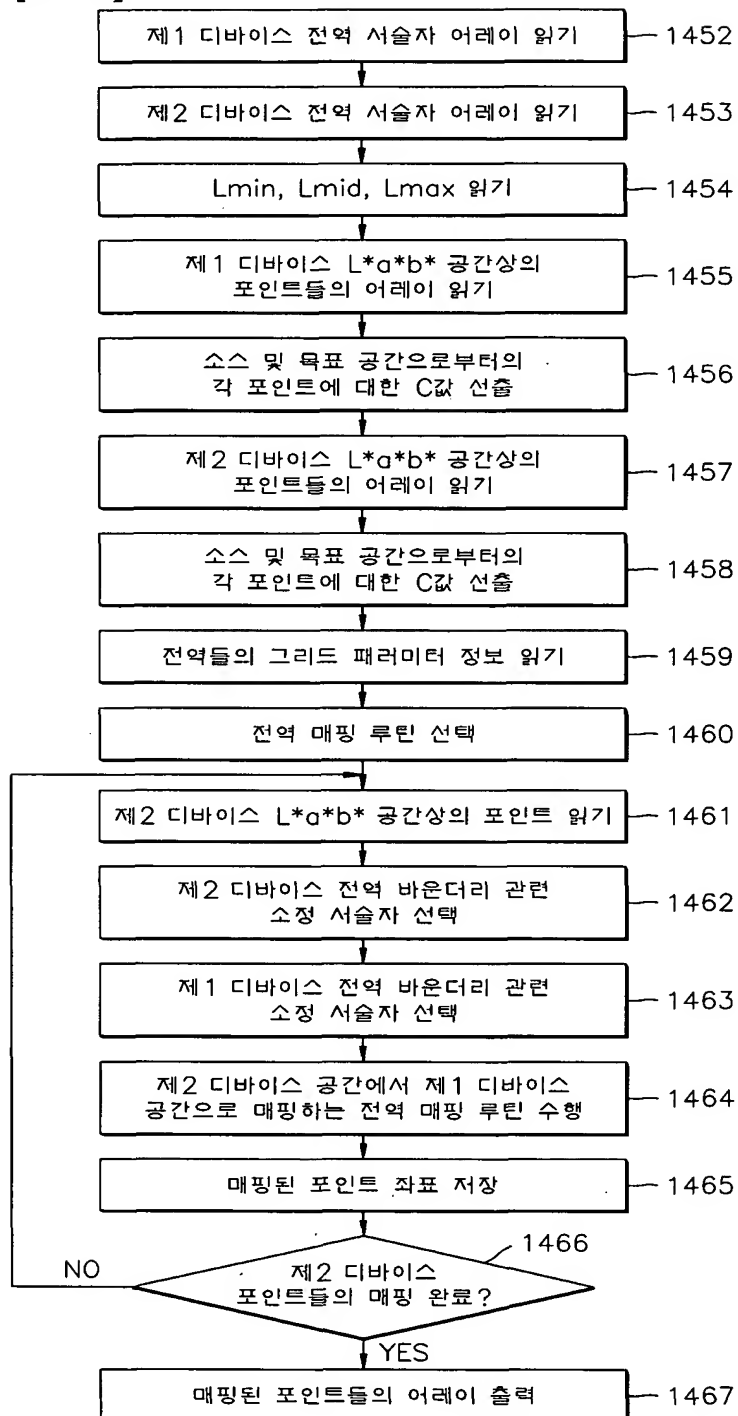 제1 디바이스 전역 서술자 어레이 읽기 1452
제2 디바이스 전역 서술자 어레이 읽기 1453
Lmin, Lmid, Lmax 읽기 1454
제1 디바이스 L*a*b* 공간상의
포인트들의 어레이 읽기 1455
소스 및 목표 공간으로부터의
각 포인트에 대한 C값 선출 1456
제2 디바이스 L*a*b* 공간상의
포인트들의 어레이 읽기 1457
소스 및 목표 공간으로부터의
각 포인트에 대한 C값 선출 1458
전역들의 그리드 패러미터 정보 읽기 1459
전역 매핑 루틴 선택 1460
제2 디바이스 L*a*b* 공간상의 포인트 읽기 1461
제2 디바이스 전역 바운더리 관련
소정 서술자 선택 1462
제1 디바이스 전역 바운더리 관련
소정 서술자 선택 1463
제2 디바이스 공간에서 제1 디바이스
공간으로 매핑하는 전역 매핑 루틴 수행 1464
매핑된 포인트 좌표 저장 1465
1466
NO
제2 디바이스
포인트들의 매핑 완료?
YES
매핑된 포인트들의 어레이 출력 1467